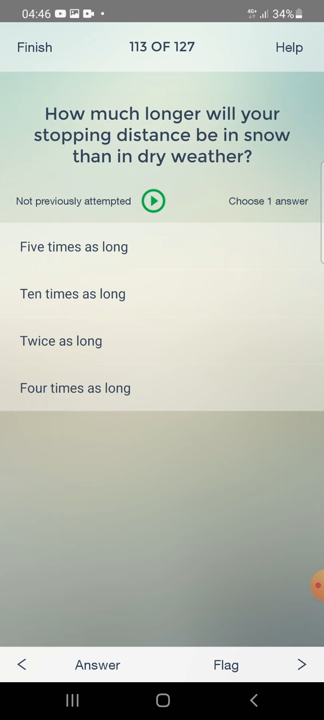 04:46
4G+ 34%
Finish 113 OF 127 Help
How much longer will your
stopping distance be in snow
than in dry weather?
Not previously attempted Choose 1 answer
Five times as long
Ten times as long
Twice as long
Four times as long
< Answer Flag >